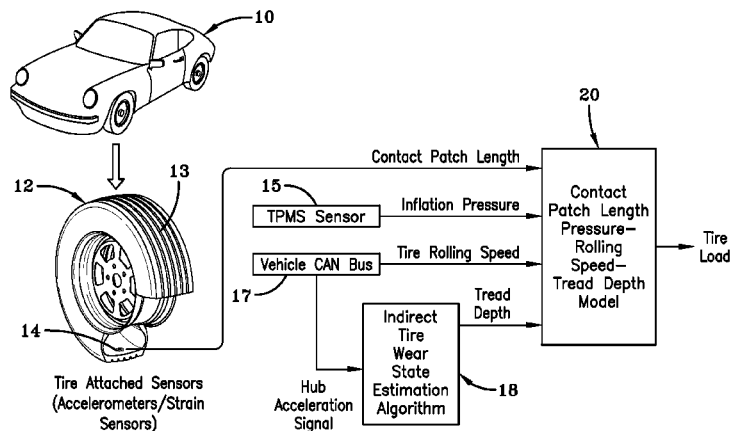 10
20
Contact Patch Length
12
13
15
TPMS Sensor
Inflation Pressure
Contact
Patch Length
Pressure-
Rolling
Speed-
Tread Depth
Model
Tire
Load
Vehicle CAN Bus
Tire Rolling Speed
17
14
Tread
Depth
Indirect
Tire
Wear
State
Estimation
Algorithm
18
Hub
Acceleration
Signal
Tire Attached Sensors
(Accelerometers/Strain
Sensors)